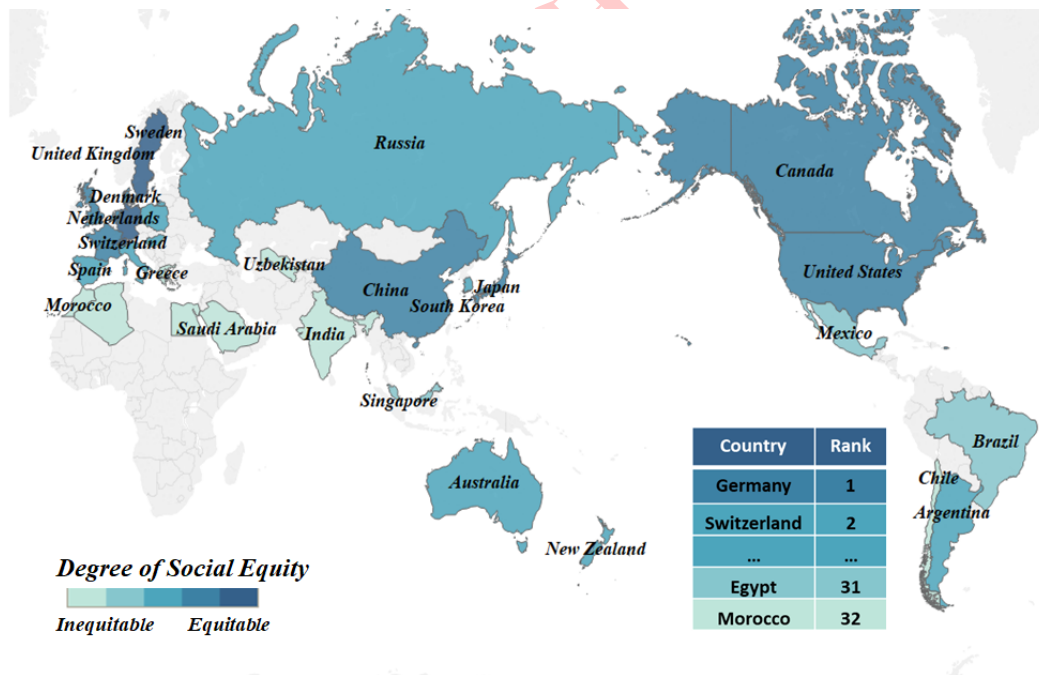 Sweden
United Kingdom
Russia
Canada
Denmark
Netherlands
Switzerland
Spain
Greece
Uzbekistan
China
Japan
South Korea
United States
Morocco
Saudi Arabia
India
Mexico
Singapore
Brazil
Australia
Chile
Argentina
New Zealand
Country Rank
Germany 1
Switzerland 2
... ...
Egypt 31
Morocco 32
Degree of Social Equity
Inequitable Equitable